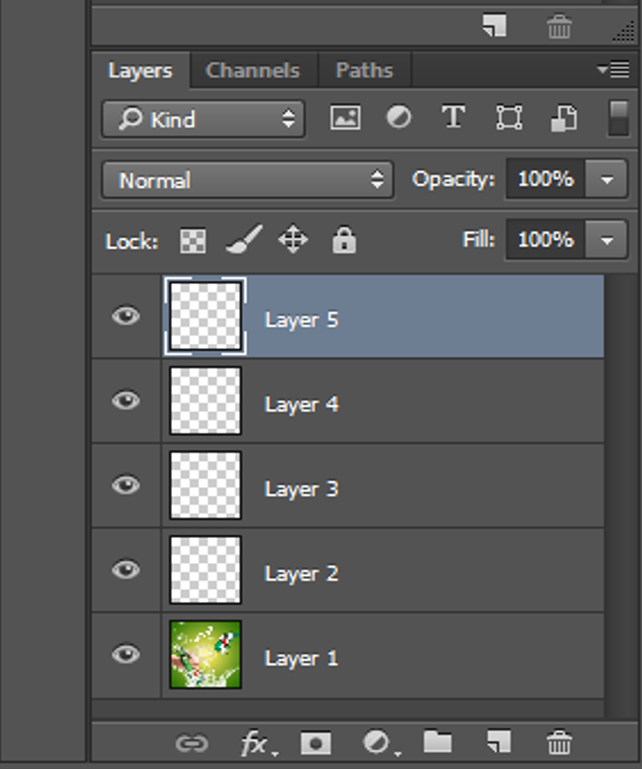 Layers Channels Paths
Kind
Normal Opacity: 100%
Lock: Fill: 100%
Layer 5
Layer 4
Layer 3
Layer 2
Layer 1
fx